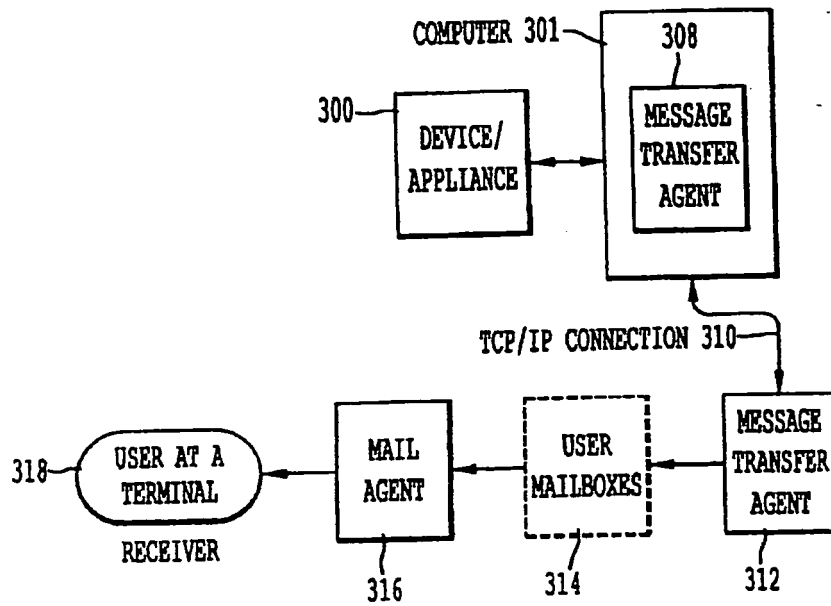 COMPUTER 301
308
300
DEVICE/
APPLIANCE
MESSAGE
TRANSFER
AGENT
TCP/IP CONNECTION 310
318
USER AT A
TERMINAL
RECEIVER
MAIL
AGENT
316
USER
MAILBOXES
314
MESSAGE
TRANSFER
AGENT
312